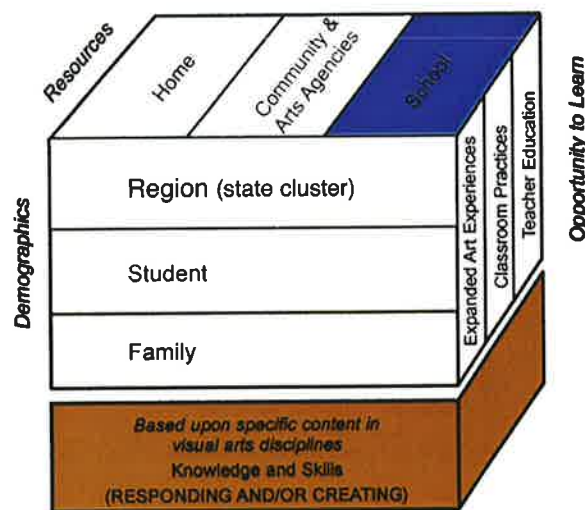 Resources
Home
Community &
Arts Agencies
School
Demographics
Region (state cluster)
Student
Family
Expanded Art Experiences
Classroom Practices
Teacher Education
Opportunity to Learn
Based upon specific content in
visual arts disciplines
Knowledge and Skills
(RESPONDING AND/OR CREATING)